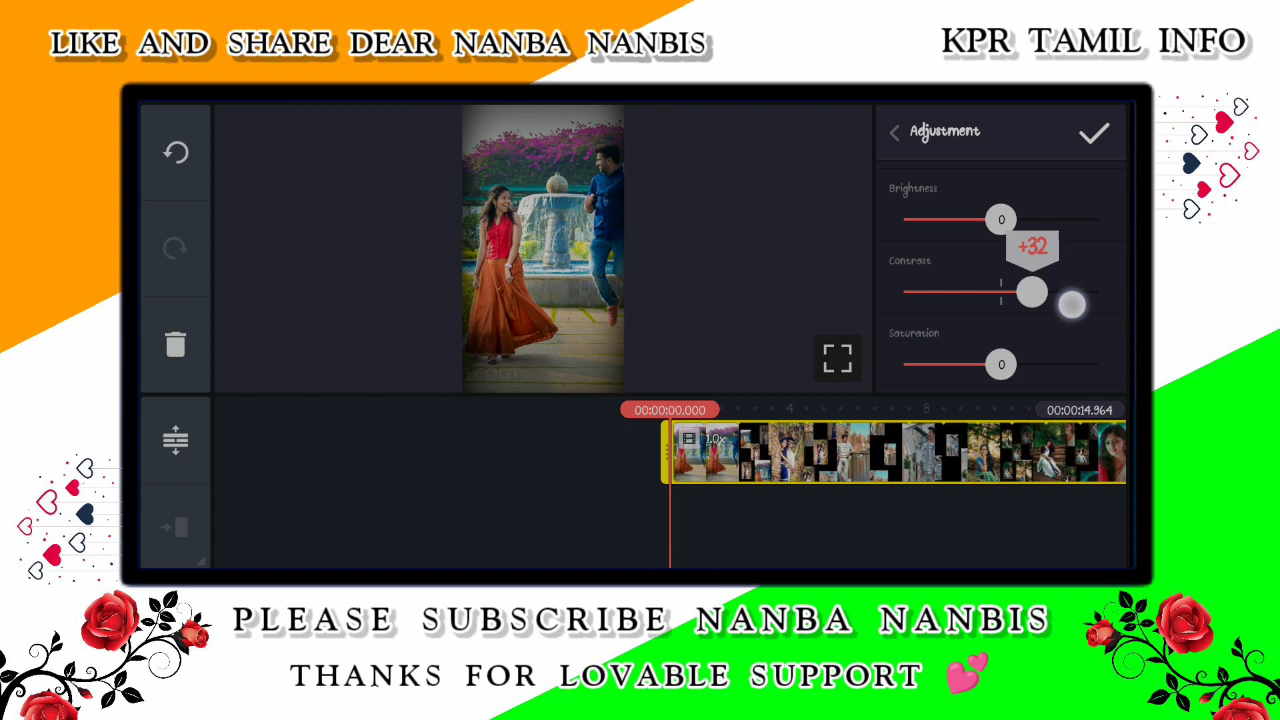 LIKE AND SHARE DEAR NANBA NANBIS
KPR TAMIL INFO
Adjustment
Brightness
0
+32
Contrast
Saturation
0
00:00:00.000
4
8
00:00:14.964
1.0x
PLEASE SUBSCRIBE NANBA NANBIS
THANKS FOR LOVABLE SUPPORT 💕